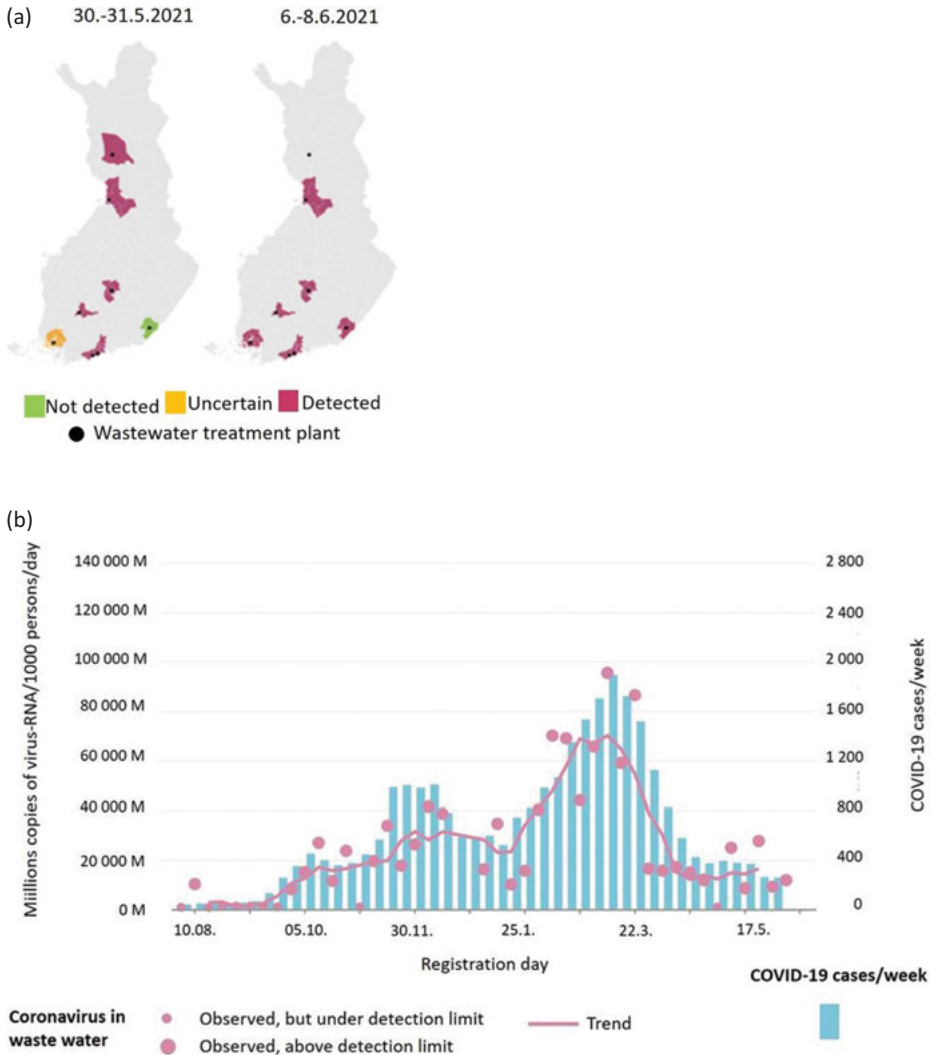 (a)
30.-31.5.2021 6.-8.6.2021
Not detected Uncertain Detected
Wastewater treatment plant
(b)
Miillions copies of virus-RNA/1000 persons/day
140 000 M
120 000 M
100 000 M
80 000 M
60 000 M
40 000 M
20 000 M
0 M
2 800
2 400
2 000
1 600
1 200
800
400
0
COVID-19 cases/week
10.08. 05.10. 30.11. 25.1. 22.3. 17.5.
Registration day
COVID-19 cases/week
Coronavirus in
waste water
Observed, but under detection limit
Observed, above detection limit
Trend